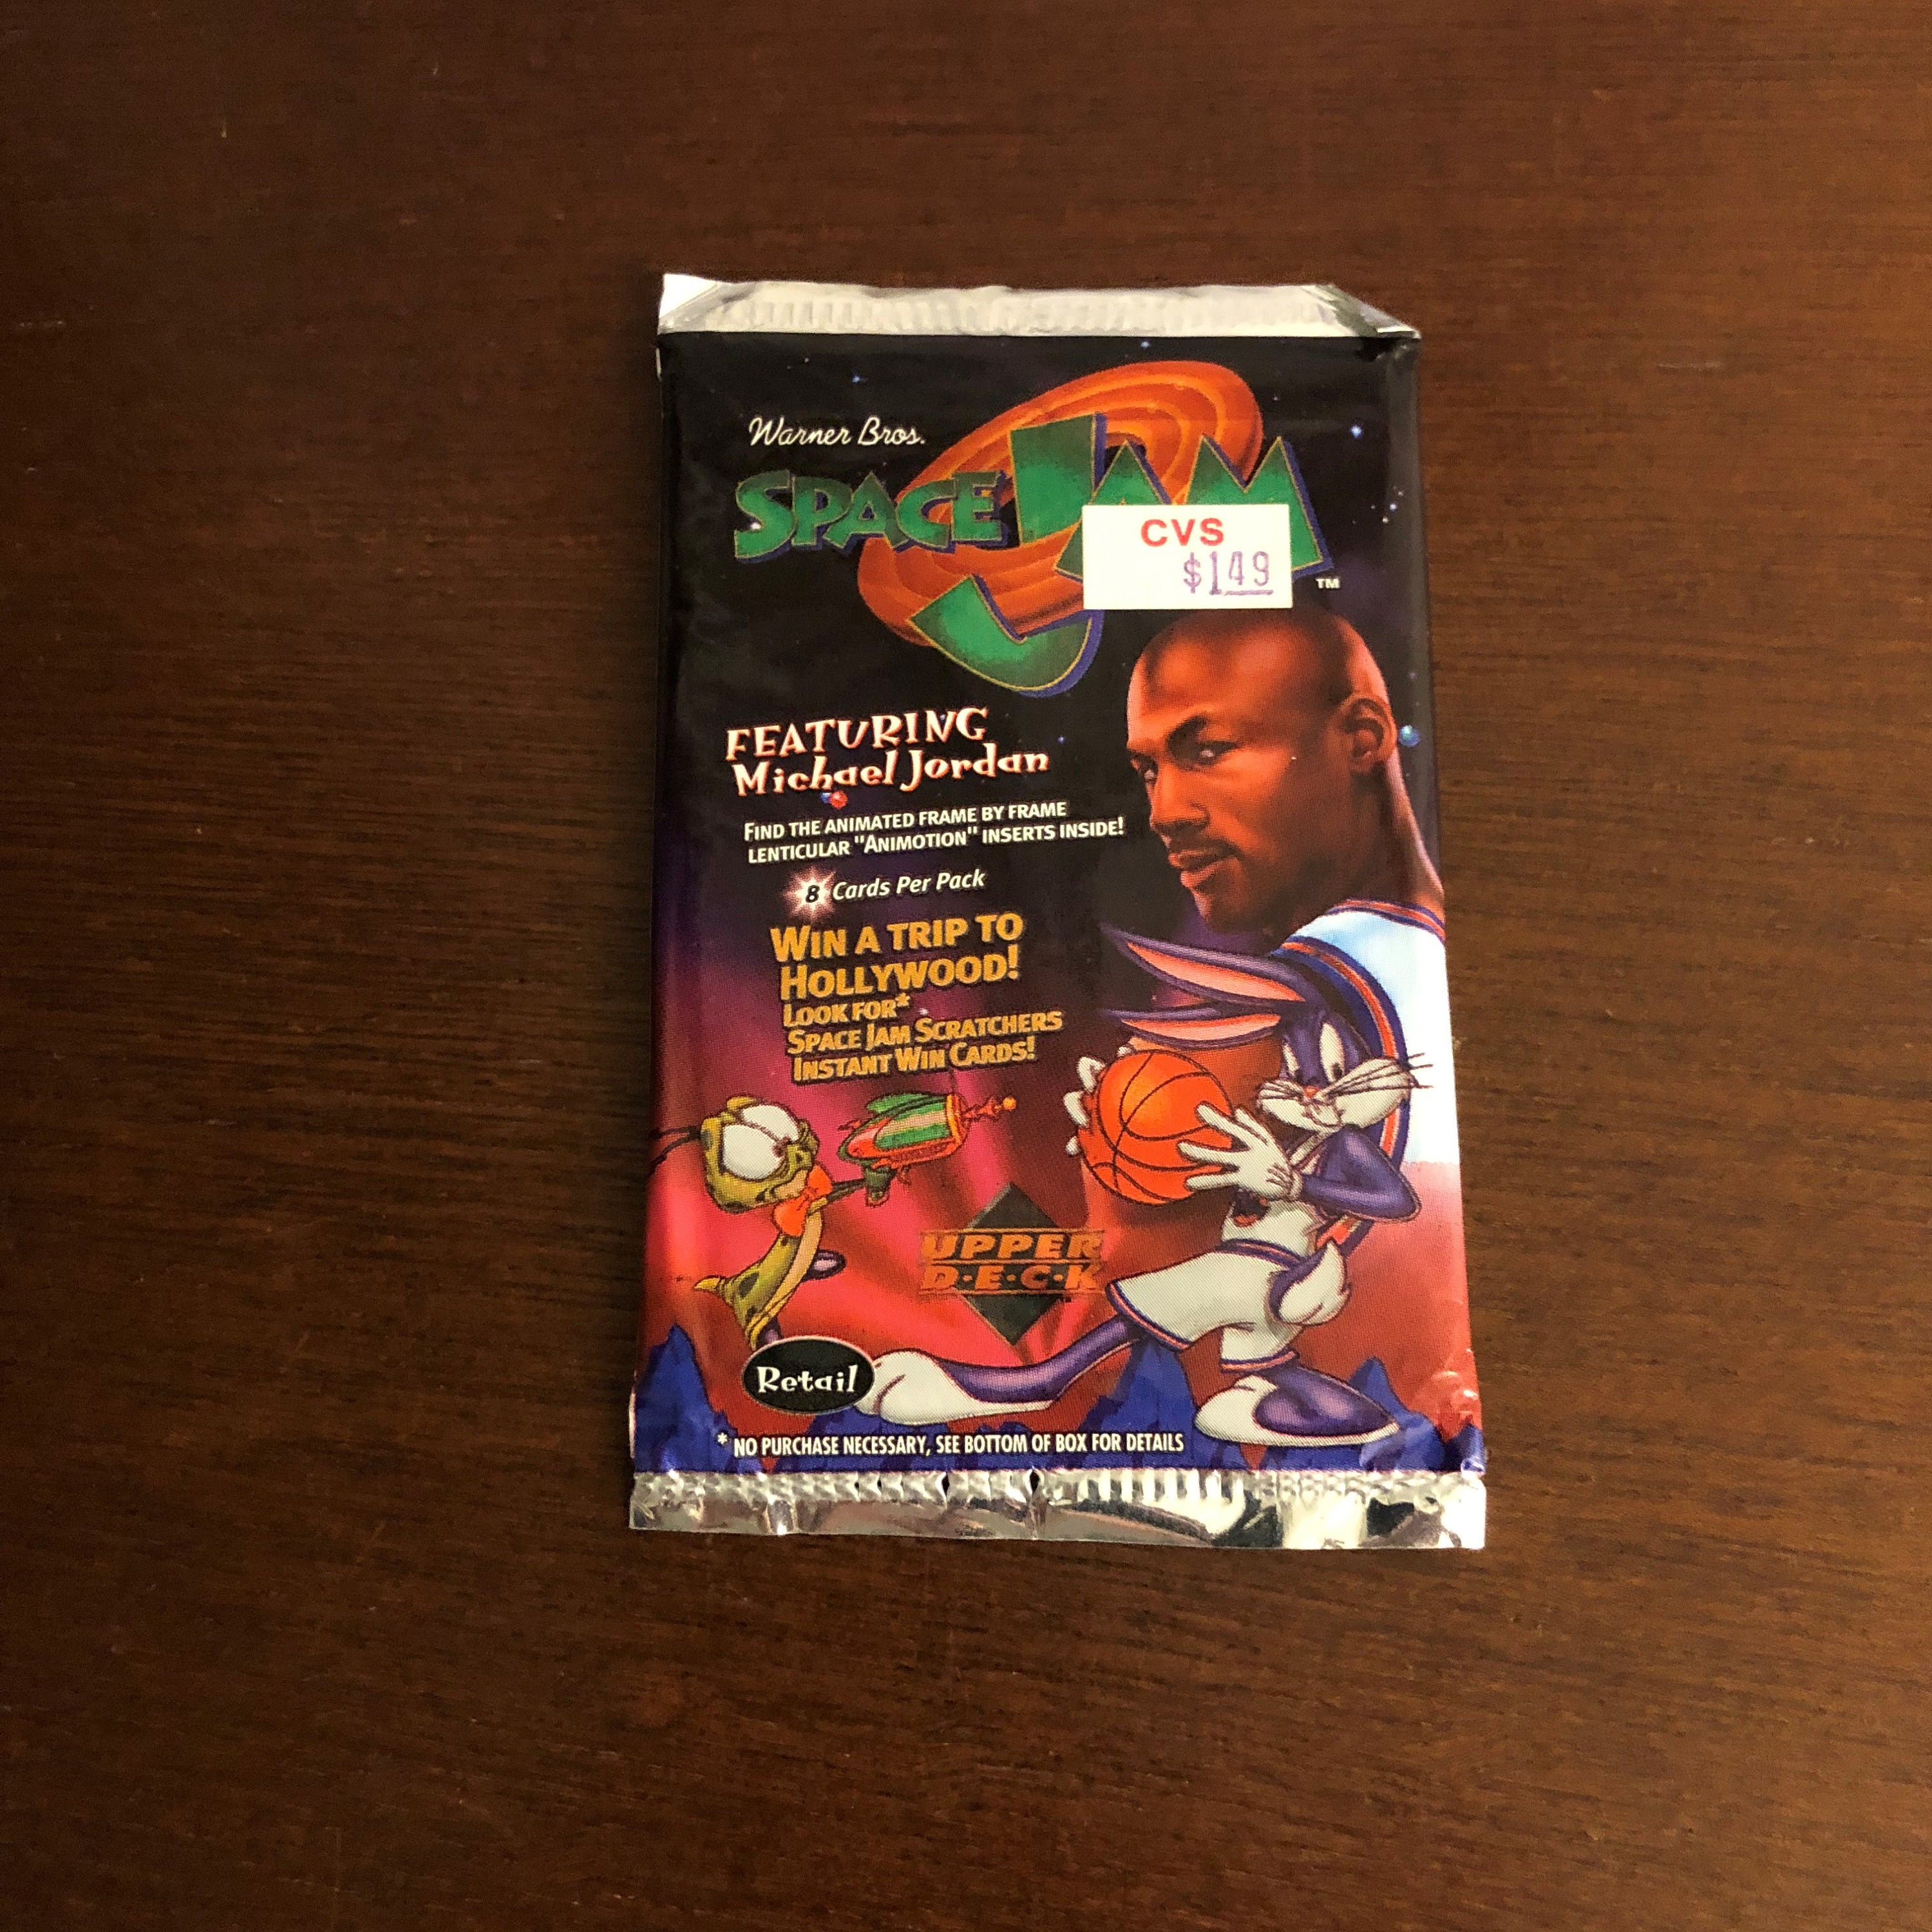 Warner Bros.
SPACE JAM
TM
CVS
$1.49
FEATURING
Michael Jordan
FIND THE ANIMATED FRAME BY FRAME
LENTICULAR "ANIMOTION" INSERTS INSIDE!
8 Cards Per Pack
WIN A TRIP TO
HOLLYWOOD!
LOOK FOR*
SPACE JAM SCRATCHERS
INSTANT WIN CARDS!
UPPER
D·E·C·K
Retail
* NO PURCHASE NECESSARY, SEE BOTTOM OF BOX FOR DETAILS